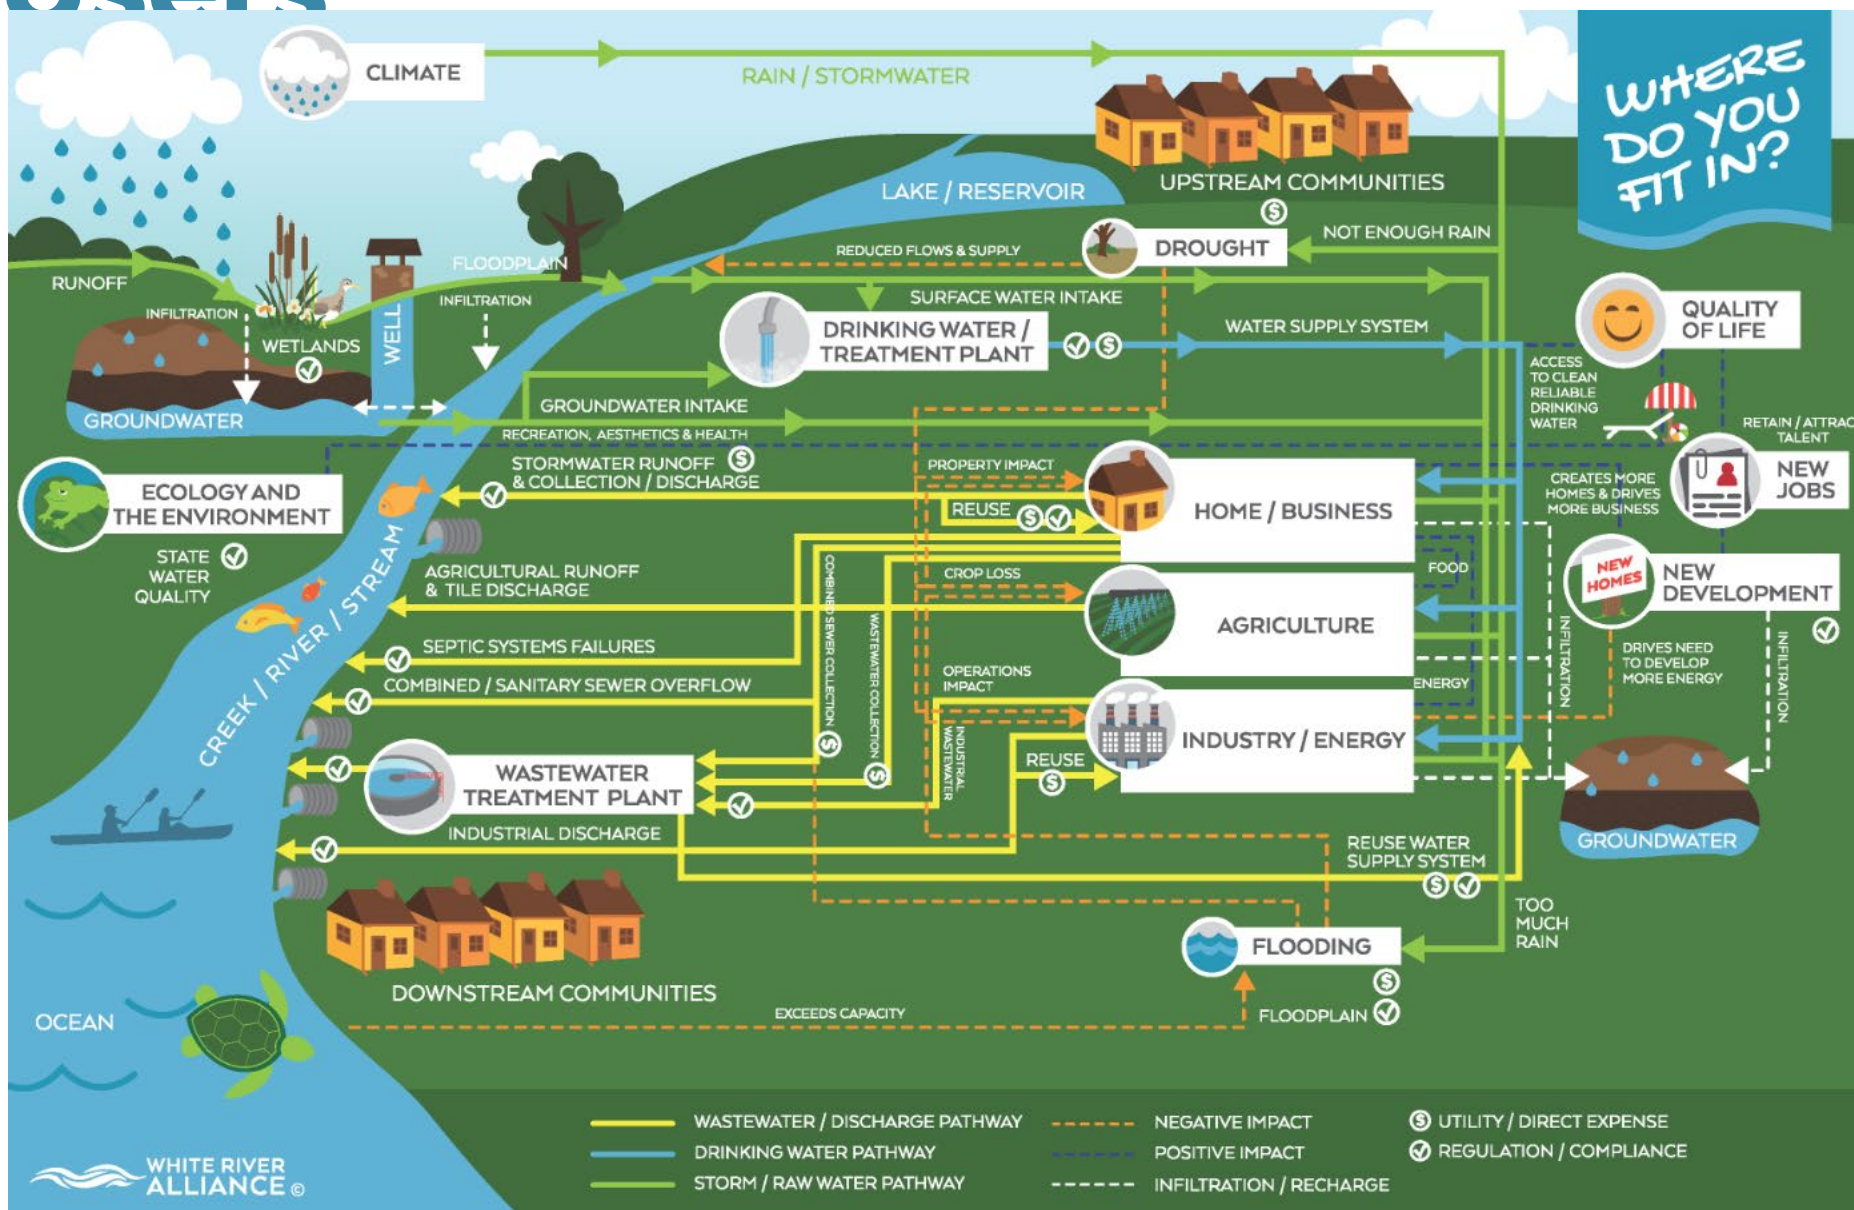 CLIMATE
RAIN / STORMWATER
WHERE
DO YOU
FIT IN?
LAKE / RESERVOIR
UPSTREAM COMMUNITIES
$
NOT ENOUGH RAIN
DROUGHT
REDUCED FLOWS & SUPPLY
FLOODPLAIN
RUNOFF
INFILTRATION
INFILTRATION
WETLANDS
WELL
GROUNDWATER
SURFACE WATER INTAKE
DRINKING WATER /
TREATMENT PLANT
$
WATER SUPPLY SYSTEM
QUALITY
OF LIFE
ACCESS
TO CLEAN
RELIABLE
DRINKING
WATER
GROUNDWATER INTAKE
RECREATION, AESTHETICS & HEALTH
RETAIN / ATTRAC
TALENT
NEW
JOBS
CREATES MORE
HOMES & DRIVES
MORE BUSINESS
ECOLOGY AND
THE ENVIRONMENT
STATE
WATER
QUALITY
STORMWATER RUNOFF $
& COLLECTION / DISCHARGE
PROPERTY IMPACT
REUSE $
HOME / BUSINESS
FOOD
NEW
HOMES
NEW
DEVELOPMENT
AGRICULTURAL RUNOFF
& TILE DISCHARGE
CROP LOSS
AGRICULTURE
CREEK / RIVER / STREAM
SEPTIC SYSTEMS FAILURES
COMBINED / SANITARY SEWER OVERFLOW
COMBINED SEWER COLLECTION $
WASTEWATER COLLECTION $
OPERATIONS
IMPACT
INDUSTRIAL
WASTEWATER
ENERGY
INFILTRATION
DRIVES NEED
TO DEVELOP
MORE ENERGY
INFILTRATION
INDUSTRY / ENERGY
REUSE
$
WASTEWATER
TREATMENT PLANT
INDUSTRIAL DISCHARGE
REUSE WATER
SUPPLY SYSTEM
$
GROUNDWATER
TOO
MUCH
RAIN
FLOODING
$
FLOODPLAIN
DOWNSTREAM COMMUNITIES
EXCEEDS CAPACITY
OCEAN
WHITE RIVER
ALLIANCE ©
WASTEWATER / DISCHARGE PATHWAY
DRINKING WATER PATHWAY
STORM / RAW WATER PATHWAY
NEGATIVE IMPACT
POSITIVE IMPACT
INFILTRATION / RECHARGE
$ UTILITY / DIRECT EXPENSE
REGULATION / COMPLIANCE